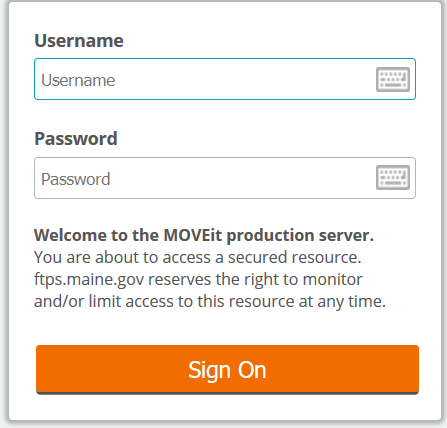 Username
Username
Password
Password
Welcome to the MOVEit production server.
You are about to access a secured resource.
ftps.maine.gov reserves the right to monitor
and/or limit access to this resource at any time.
Sign On